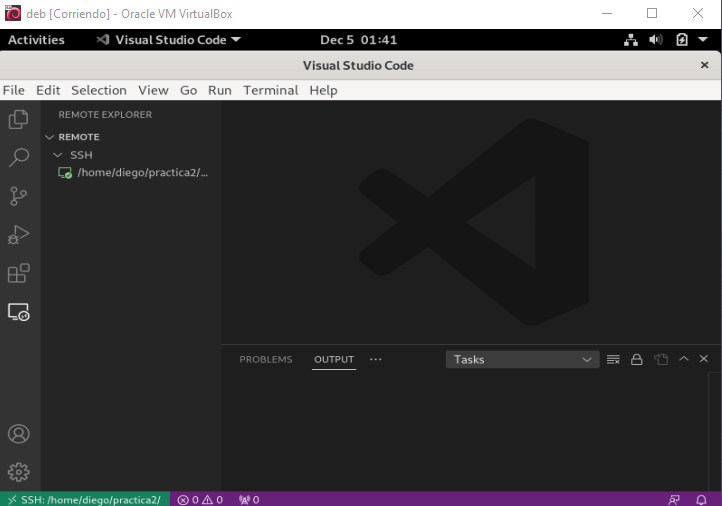 deb [Corriendo] - Oracle VM VirtualBox
Activities Visual Studio Code Dec 5 01:41
Visual Studio Code
File Edit Selection View Go Run Terminal Help
REMOTE EXPLORER
REMOTE
SSH
/home/diego/practica2/...
PROBLEMS OUTPUT ... Tasks
SSH: /home/diego/practica2/ 0 0 0